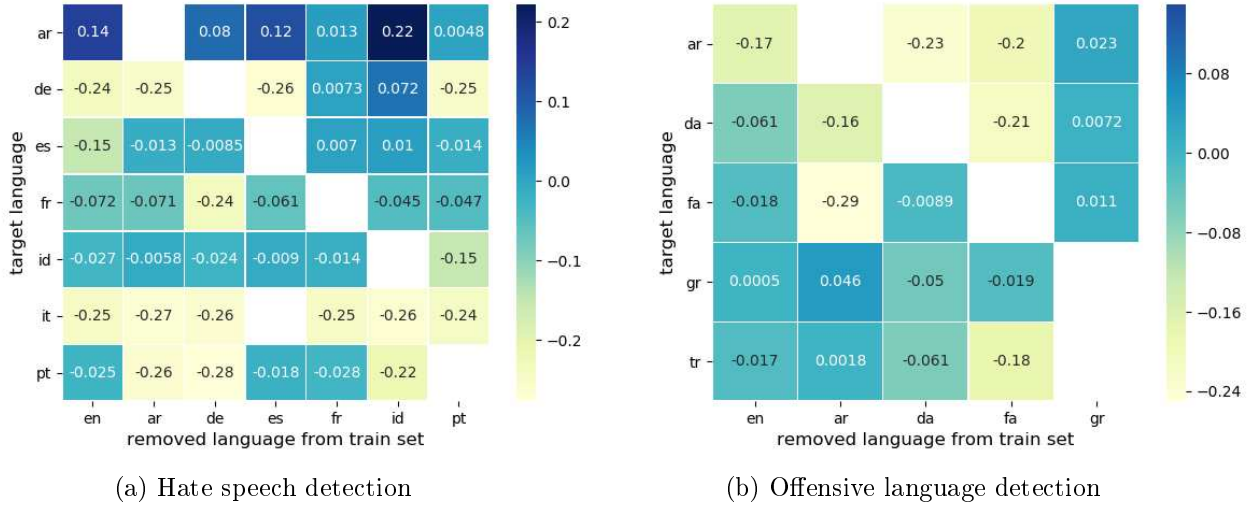 ar 0.14 0.08 0.12 0.013 0.22 0.0048
de -0.24 -0.25 -0.26 0.0073 0.072 -0.25
es -0.15 -0.013 -0.0085 0.007 0.01 -0.014
fr -0.072 -0.071 -0.24 -0.061 -0.045 -0.047
id -0.027 -0.0058 -0.024 -0.009 -0.014 -0.15
it -0.25 -0.27 -0.26 -0.25 -0.26 -0.24
pt -0.025 -0.26 -0.28 -0.018 -0.028 -0.22
en ar de es fr id pt
removed language from train set
target language
0.2
0.1
0.0
−0.1
−0.2
(a) Hate speech detection
ar -0.17 -0.23 -0.2 0.023
da -0.061 -0.16 -0.21 0.0072
fa -0.018 -0.29 -0.0089 0.011
gr 0.0005 0.046 -0.05 -0.019
tr -0.017 0.0018 -0.061 -0.18
en ar da fa gr
removed language from train set
target language
0.08
0.00
−0.08
−0.16
−0.24
(b) Offensive language detection